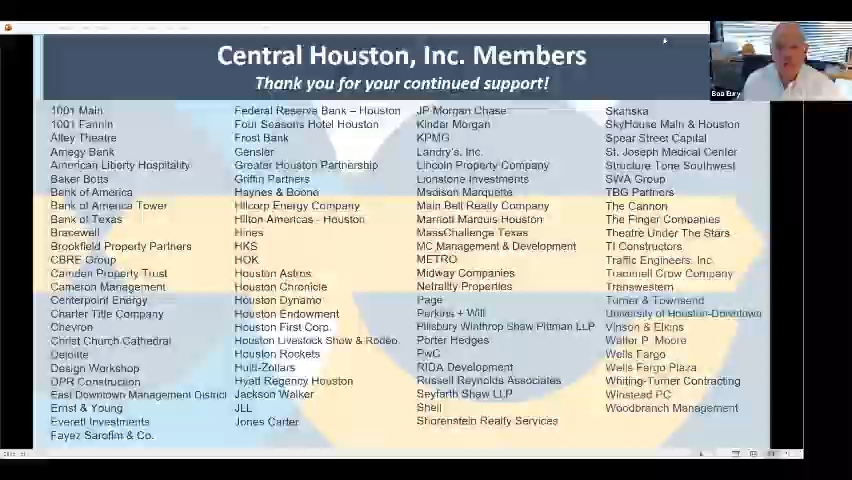 Central Houston, Inc. Members
Thank you for your continued support!
Bob Eury
1001 Main
1001 Fannin
Alley Theatre
Amegy Bank
American Liberty Hospitality
Baker Botts
Bank of America
Bank of America Tower
Bank of Texas
Bracewell
Brookfield Property Partners
CBRE Group
Camden Property Trust
Cameron Management
Centerpoint Energy
Charter Title Company
Chevron
Christ Church Cathedral
Deloitte
Design Workshop
DPR Construction
East Downtown Management District
Ernst & Young
Everett Investments
Fayez Sarofim & Co.
Federal Reserve Bank – Houston
Four Seasons Hotel Houston
Frost Bank
Gensler
Greater Houston Partnership
Griffin Partners
Haynes & Boone
Hilcorp Energy Company
Hilton Americas - Houston
Hines
HKS
HOK
Houston Astros
Houston Chronicle
Houston Dynamo
Houston Endowment
Houston First Corp.
Houston Livestock Show & Rodeo
Houston Rockets
Huitt-Zollars
Hyatt Regency Houston
Jackson Walker
JLL
Jones Carter
JP Morgan Chase
Kinder Morgan
KPMG
Landry's, Inc.
Lincoln Property Company
Lionstone Investments
Madison Marquette
Main Bell Realty Company
Marriott Marquis Houston
MassChallenge Texas
MC Management & Development
METRO
Midway Companies
Netrality Properties
Page
Perkins + Will
Pillsbury Winthrop Shaw Pittman LLP
Porter Hedges
PwC
RIDA Development
Russell Reynolds Associates
Seyfarth Shaw LLP
Shell
Shorenstein Realty Services
Skanska
SkyHouse Main & Houston
Spear Street Capital
St. Joseph Medical Center
Structure Tone Southwest
SWA Group
TBG Partners
The Cannon
The Finger Companies
Theatre Under The Stars
TI Constructors
Traffic Engineers, Inc.
Trammell Crow Company
Transwestern
Turner & Townsend
University of Houston-Downtown
Vinson & Elkins
Walter P. Moore
Wells Fargo
Wells Fargo Plaza
Whiting-Turner Contracting
Winstead PC
Woodbranch Management